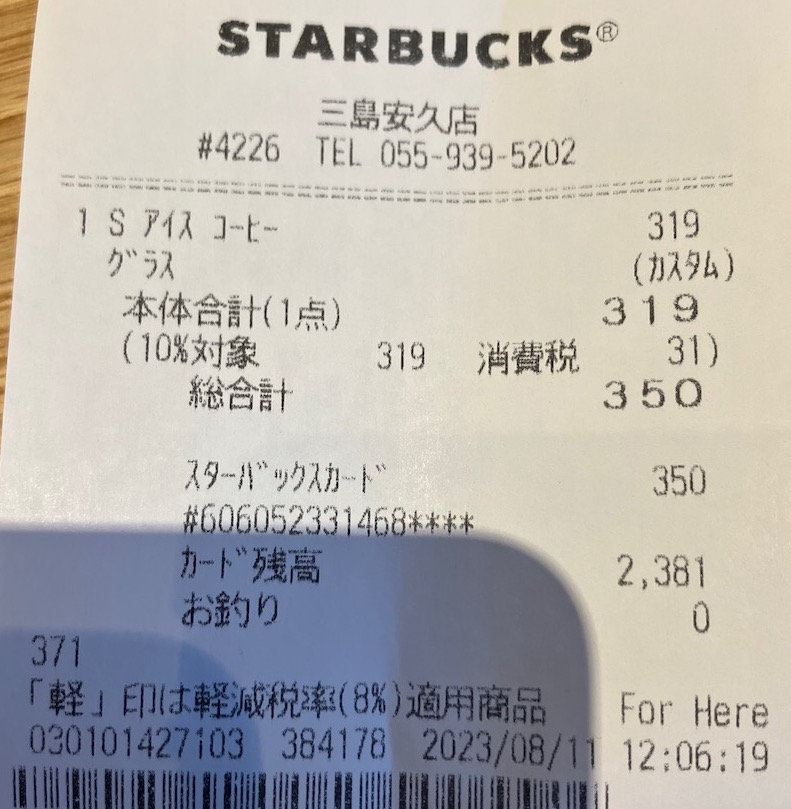 STARBUCKS®
三島安久店
#4226 TEL 055-939-5202
1 S ｱｲｽ ｺｰﾋｰ 319
ｸﾞﾗｽ (ｶｽﾀﾑ)
本体合計(1点) 319
(10%対象 319 消費税 31)
総合計 350
ｽﾀｰﾊﾞｯｸｽｶｰﾄﾞ 350
#606052331468****
ｶｰﾄﾞ残高 2,381
お釣り 0
371
「軽」印は軽減税率(8%)適用商品 For Here
030101427103 384178 2023/08/11 12:06:19